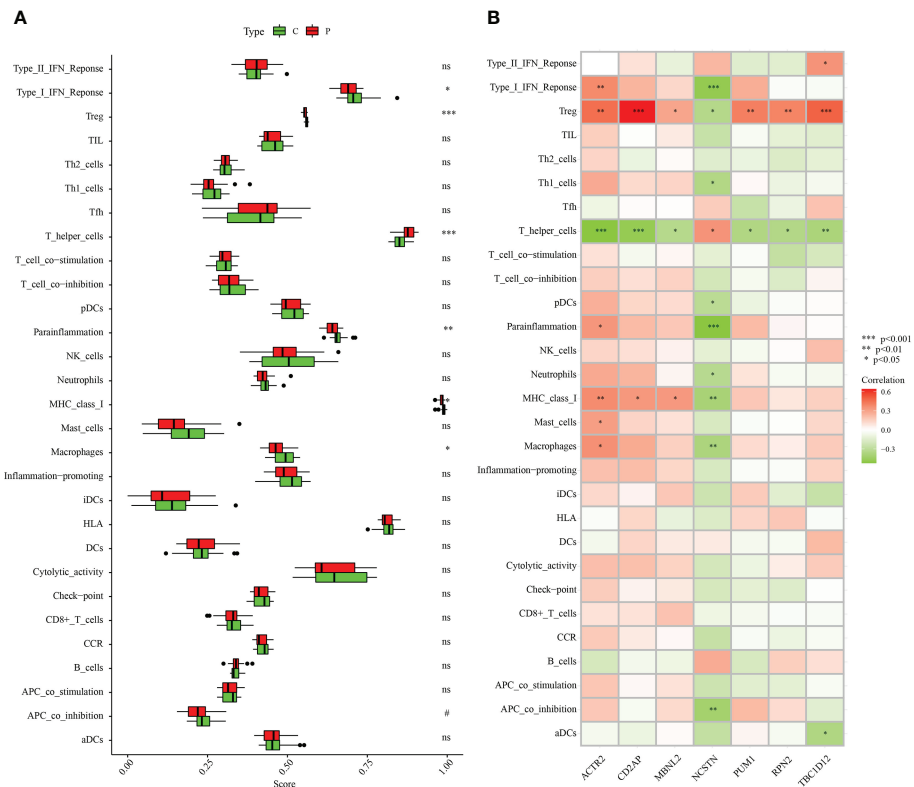 A
Type C P
Type_II_IFN_Reponse ns
Type_I_IFN_Reponse *
Treg ***
TIL ns
Th2_cells ns
Th1_cells ns
Tfh ns
T_helper_cells ***
T_cell_co−stimulation ns
T_cell_co−inhibition ns
pDCs ns
Parainflammation **
NK_cells ns
Neutrophils ns
MHC_class_I *
Mast_cells ns
Macrophages *
Inflammation−promoting ns
iDCs ns
HLA ns
DCs ns
Cytolytic_activity ns
Check−point ns
CD8+_T_cells ns
CCR ns
B_cells ns
APC_co_stimulation ns
APC_co_inhibition #
aDCs ns
0.00 0.25 0.50 0.75 1.00
Score
B
Type_II_IFN_Reponse *
Type_I_IFN_Reponse ** ***
Treg ** *** * * ** ** ***
TIL
Th2_cells
Th1_cells *
Tfh
T_helper_cells *** *** * * * * **
T_cell_co−stimulation
T_cell_co−inhibition
pDCs *
Parainflammation * ***
NK_cells
Neutrophils *
MHC_class_I ** * * **
Mast_cells *
Macrophages * **
Inflammation−promoting
iDCs
HLA
DCs
Cytolytic_activity
Check−point
CD8+_T_cells
CCR
B_cells
APC_co_stimulation
APC_co_inhibition **
aDCs *
ACTR2 CD2AP MBNL2 NCSTN PUM1 RPN2 TBC1D12
*** p<0.001
** p<0.01
* p<0.05
Correlation
0.6
0.3
0.0
−0.3